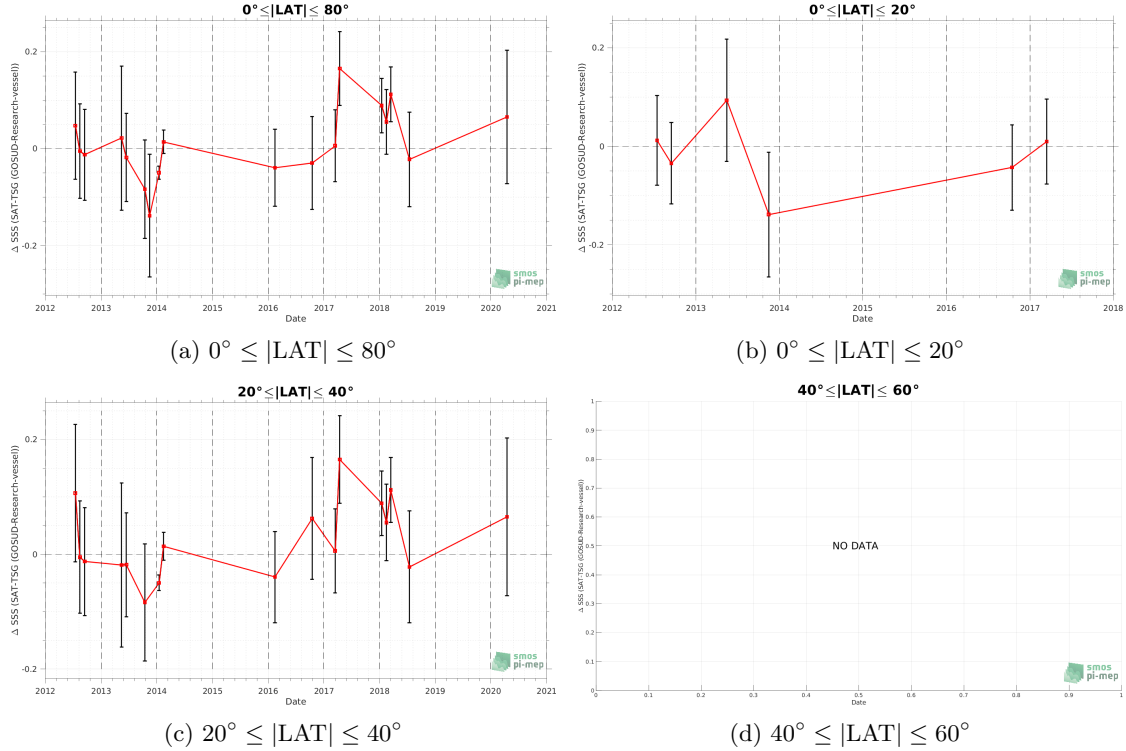 0°≤|LAT|≤ 80°
Δ SSS (SAT-TSG (GOSUD-Research-vessel))
0.2
0
-0.2
2012 2013 2014 2015 2016 2017 2018 2019 2020 2021
Date
smos
pi-mep
(a) 0° ≤ |LAT| ≤ 80°
0°≤|LAT|≤ 20°
Δ SSS (SAT-TSG (GOSUD-Research-vessel))
0.2
0
-0.2
2012 2013 2014 2015 2016 2017 2018
Date
smos
pi-mep
(b) 0° ≤ |LAT| ≤ 20°
20°≤|LAT|≤ 40°
Δ SSS (SAT-TSG (GOSUD-Research-vessel))
0.2
0
-0.2
2012 2013 2014 2015 2016 2017 2018 2019 2020 2021
Date
smos
pi-mep
(c) 20° ≤ |LAT| ≤ 40°
40°≤|LAT|≤ 60°
Δ SSS (SAT-TSG (GOSUD-Research-vessel))
1
0.9
0.8
0.7
0.6
0.5
0.4
0.3
0.2
0.1
0
NO DATA
0 0.1 0.2 0.3 0.4 0.5 0.6 0.7 0.8 0.9 1
Date
smos
pi-mep
(d) 40° ≤ |LAT| ≤ 60°